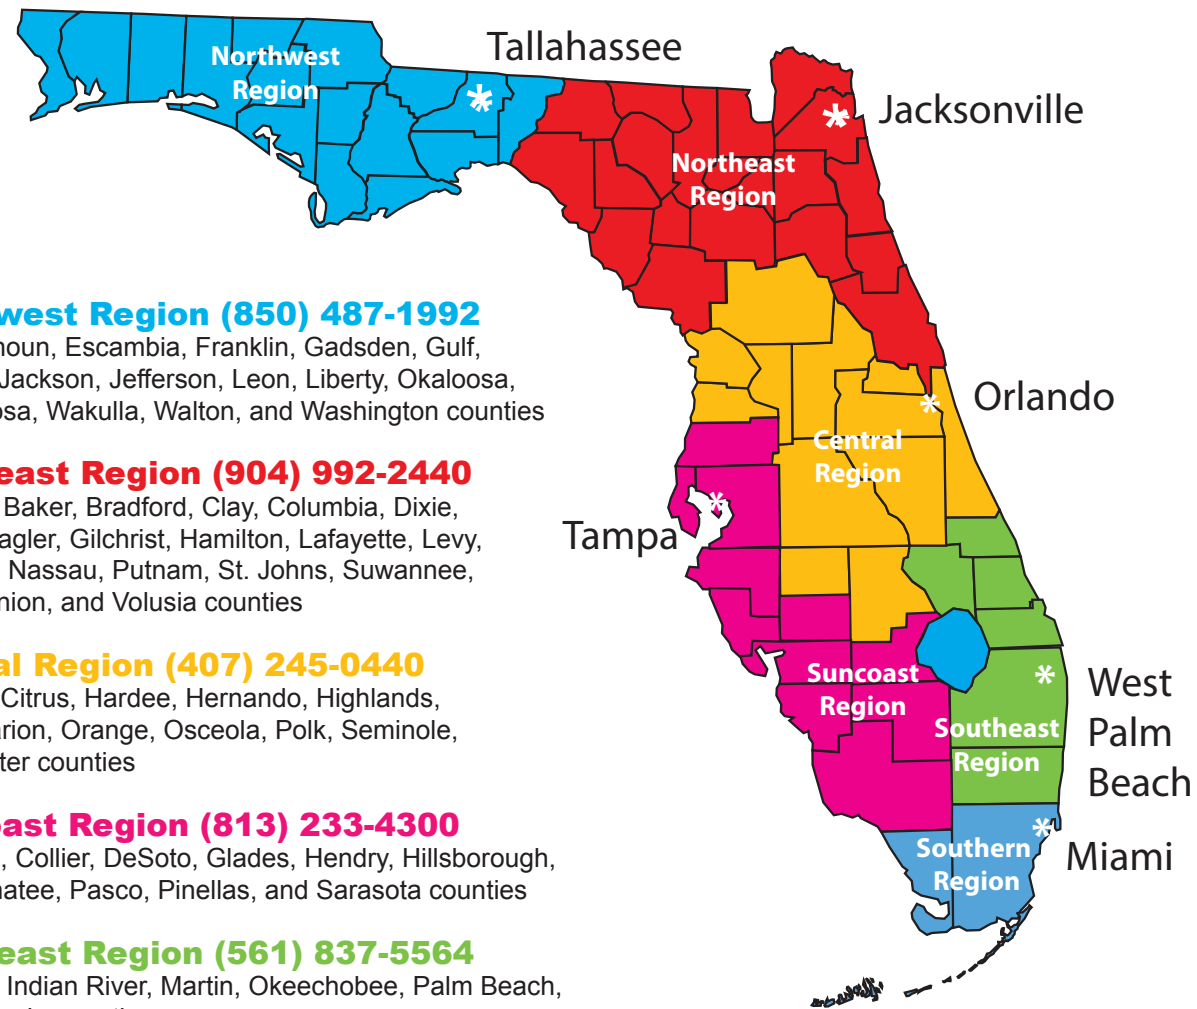 Tallahassee
Northwest
Region
Jacksonville
Northeast
Region
west Region (850) 487-1992
noun, Escambia, Franklin, Gadsden, Gulf,
Jackson, Jefferson, Leon, Liberty, Okaloosa,
osa, Wakulla, Walton, and Washington counties
Orlando
Central
Region
east Region (904) 992-2440
Baker, Bradford, Clay, Columbia, Dixie,
agler, Gilchrist, Hamilton, Lafayette, Levy,
Nassau, Putnam, St. Johns, Suwannee,
nion, and Volusia counties
Tampa
al Region (407) 245-0440
Citrus, Hardee, Hernando, Highlands,
arion, Orange, Osceola, Polk, Seminole,
ter counties
Suncoast
Region
West
Palm
Beach
Southeast
Region
ast Region (813) 233-4300
, Collier, DeSoto, Glades, Hendry, Hillsborough,
natee, Pasco, Pinellas, and Sarasota counties
Southern
Region
Miami
east Region (561) 837-5564
Indian River, Martin, Okeechobee, Palm Beach,